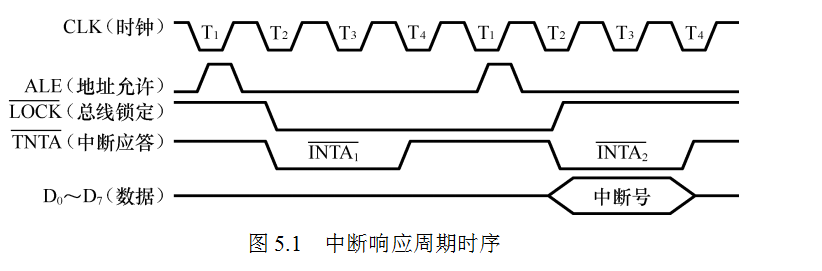 CLK(时钟) T₁ T₂ T₃ T₄ T₁ T₂ T₃ T₄
ALE(地址允许)
LOCK(总线锁定)
TNTA(中断应答) INTA₁ INTA₂
D₀~D₇(数据) 中断号
图 5.1 中断响应周期时序